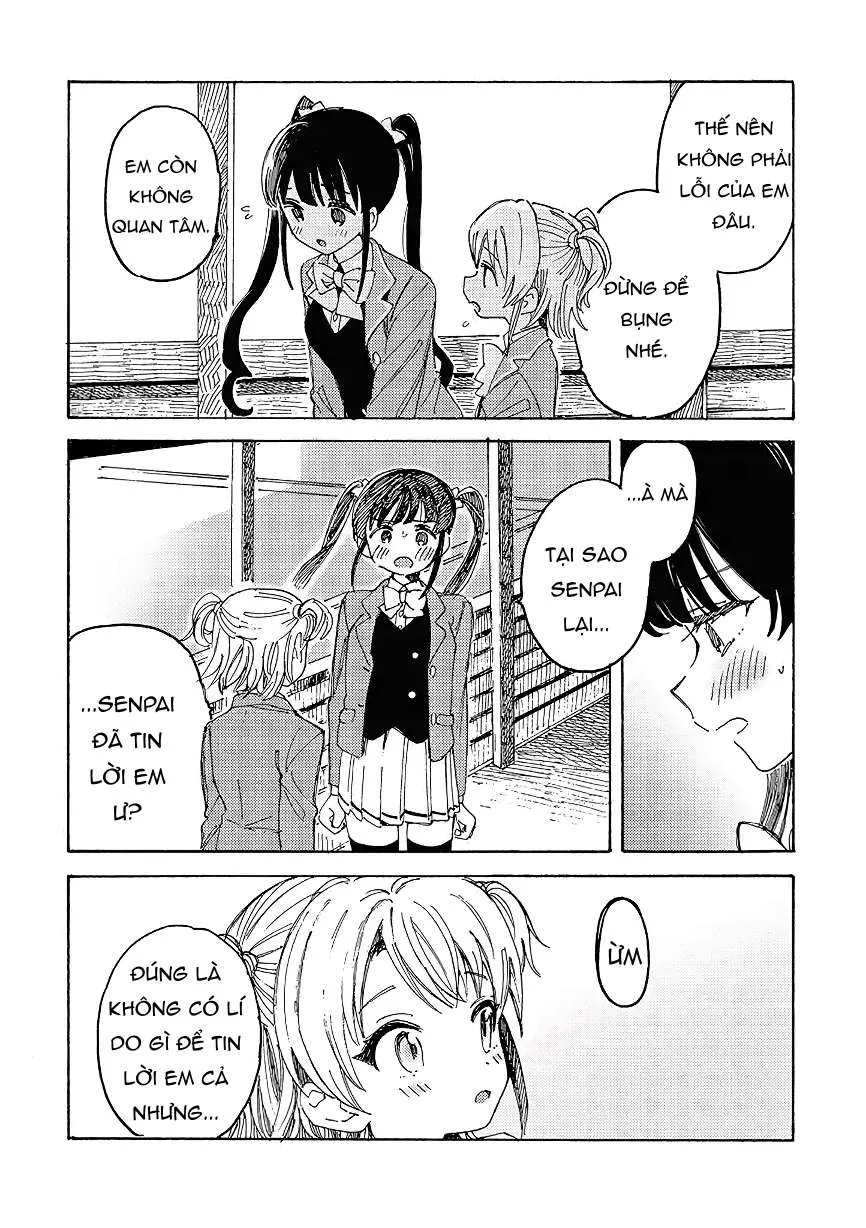 THẾ NÊN
KHÔNG PHẢI
LỖI CỦA EM
ĐÂU.
ĐỪNG ĐỂ
BỤNG
NHÉ.
EM CÒN
KHÔNG
QUAN TÂM.
...À MÀ
TẠI SAO
SENPAI
LẠI...
...SENPAI
ĐÃ TIN
LỜI EM
Ư?
ỪM
ĐÚNG LÀ
KHÔNG CÓ LÍ
DO GÌ ĐỂ TIN
LỜI EM CẢ
NHƯNG...